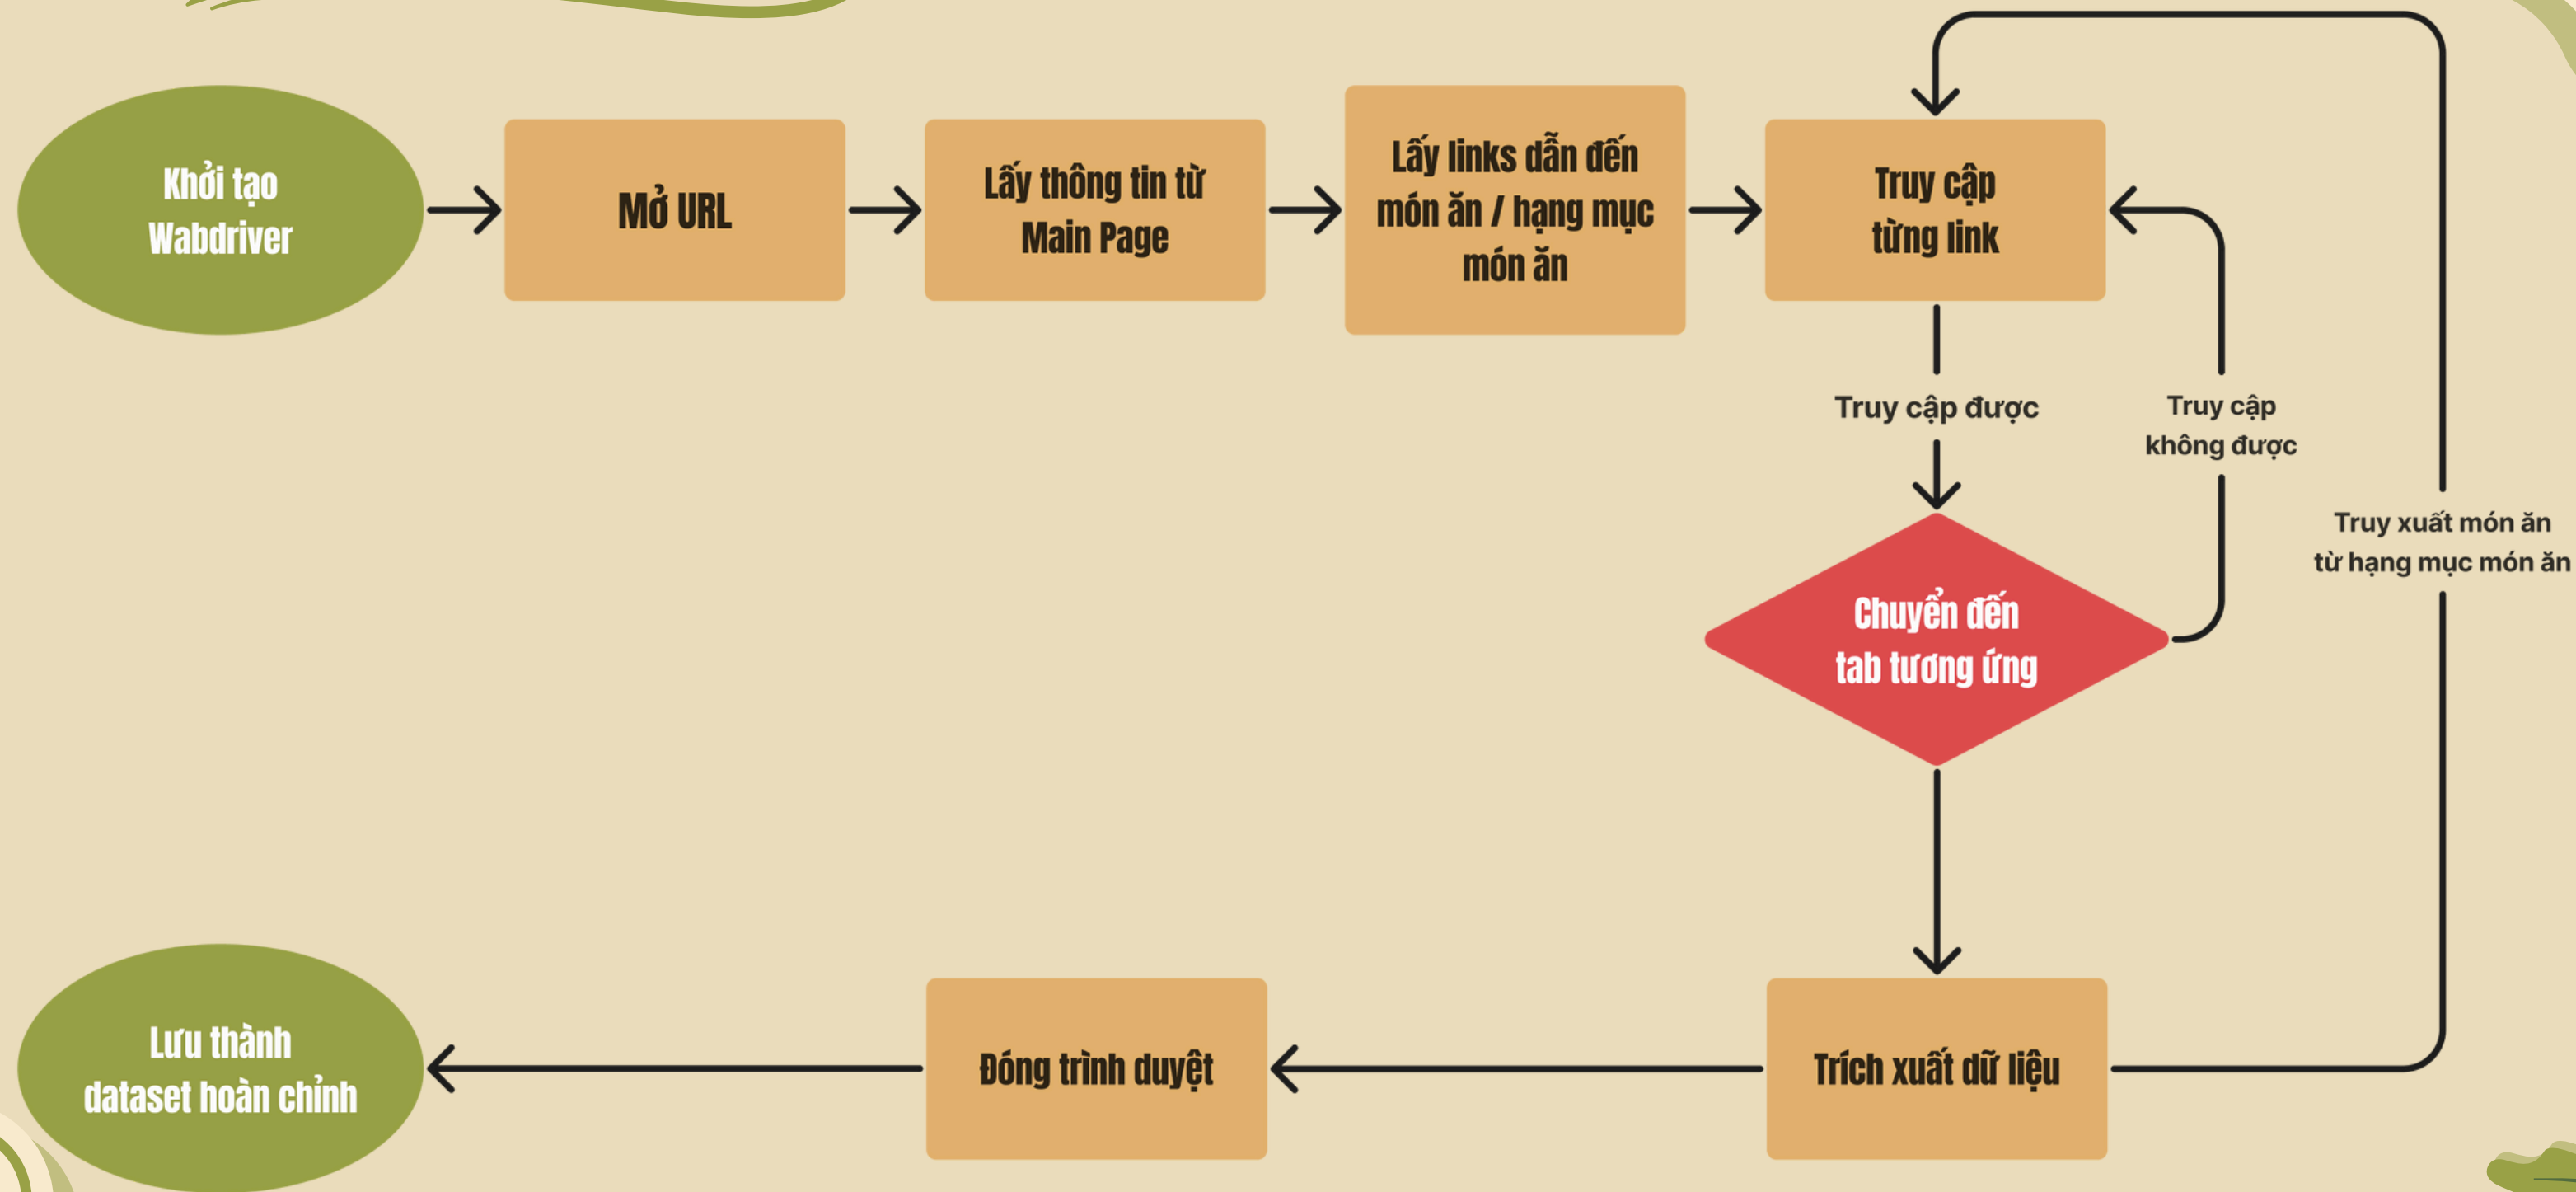 Khởi tạo
Wabdriver
Mở URL
Lấy thông tin từ
Main Page
Lấy links dẫn đến
món ăn / hạng mục
món ăn
Truy cập
từng link
Truy cập được
Truy cập
không được
Truy xuất món ăn
từ hạng mục món ăn
Chuyển đến
tab tương ứng
Trích xuất dữ liệu
Đóng trình duyệt
Lưu thành
dataset hoàn chỉnh